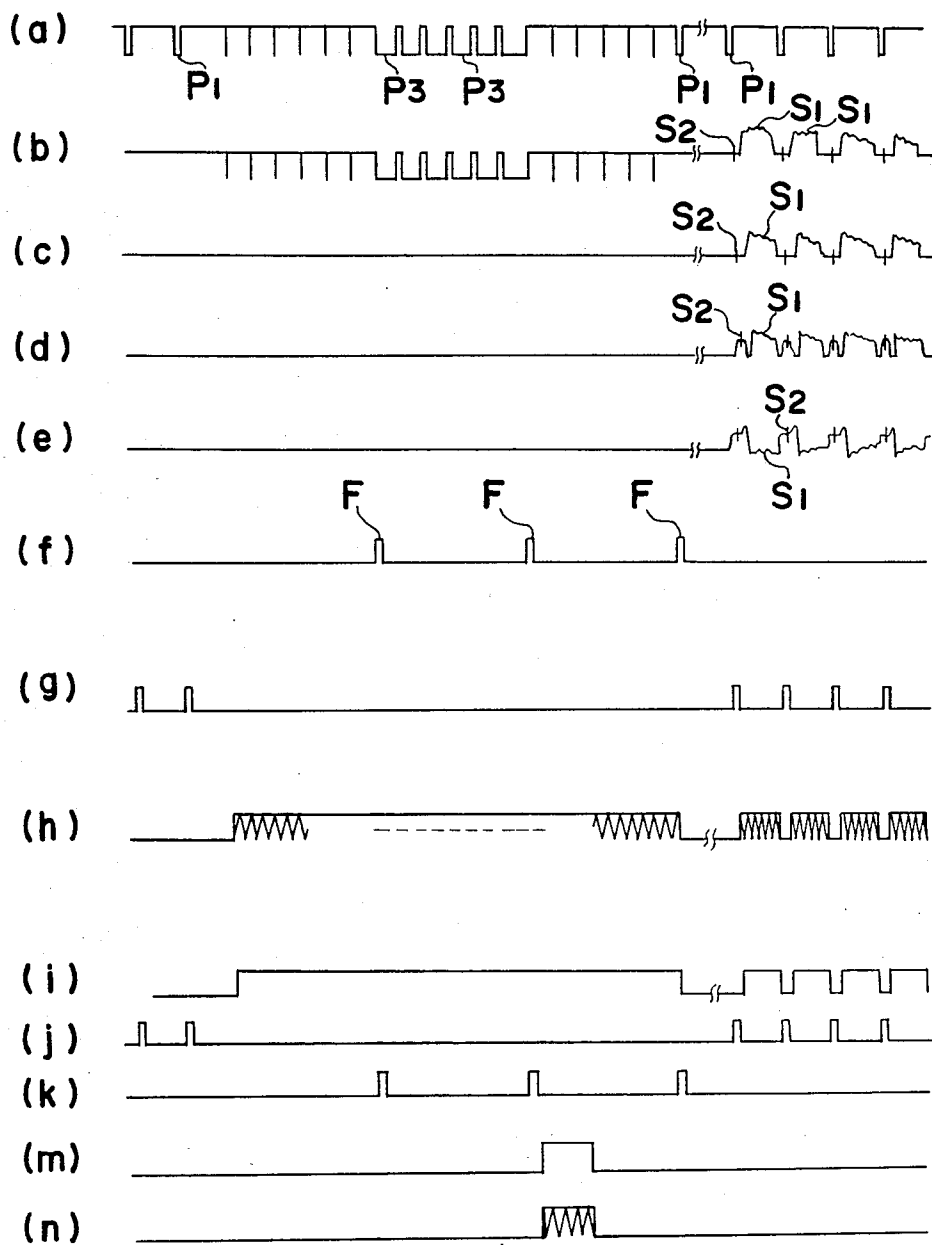 (a)
P1 P3 P3 P1 P1
S2 S1 S1
(b)
S2 S1
(c)
S2 S1
(d)
S2
(e)
S1
F F F
(f)
(g)
(h)
(i)
(j)
(k)
(m)
(n)